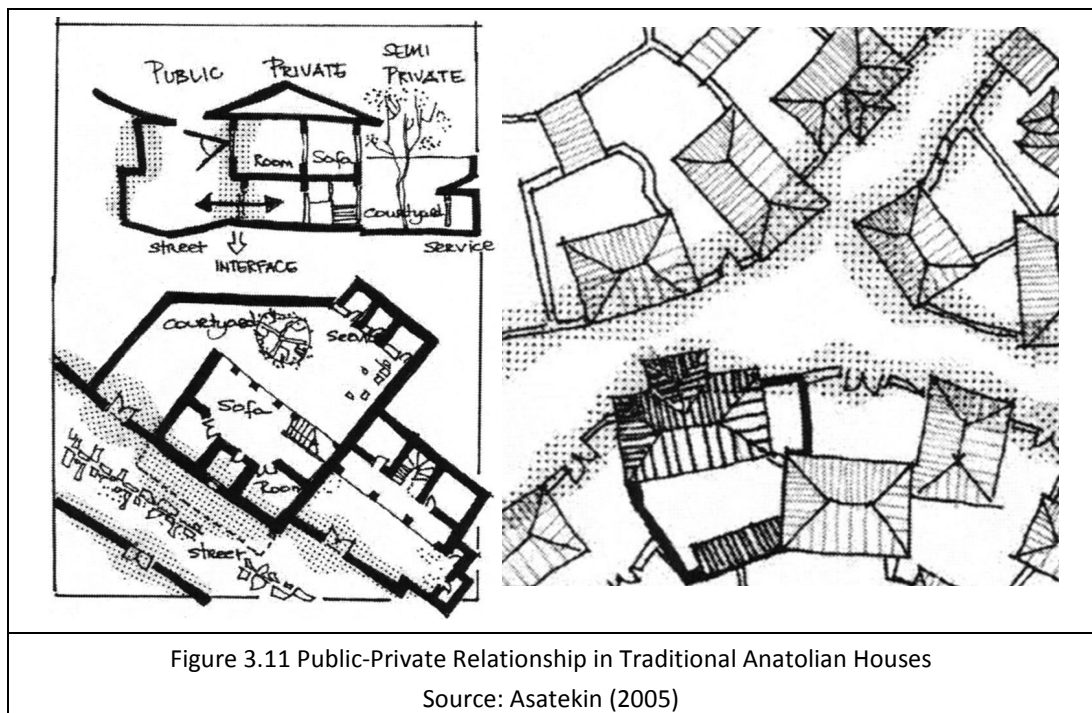 PUBLIC PRIVATE SEMI PRIVATE
Room Sofa
courtyard
street service
INTERFACE
courtyard
service
Sofa
Room
street
Figure 3.11 Public-Private Relationship in Traditional Anatolian Houses
Source: Asatekin (2005)